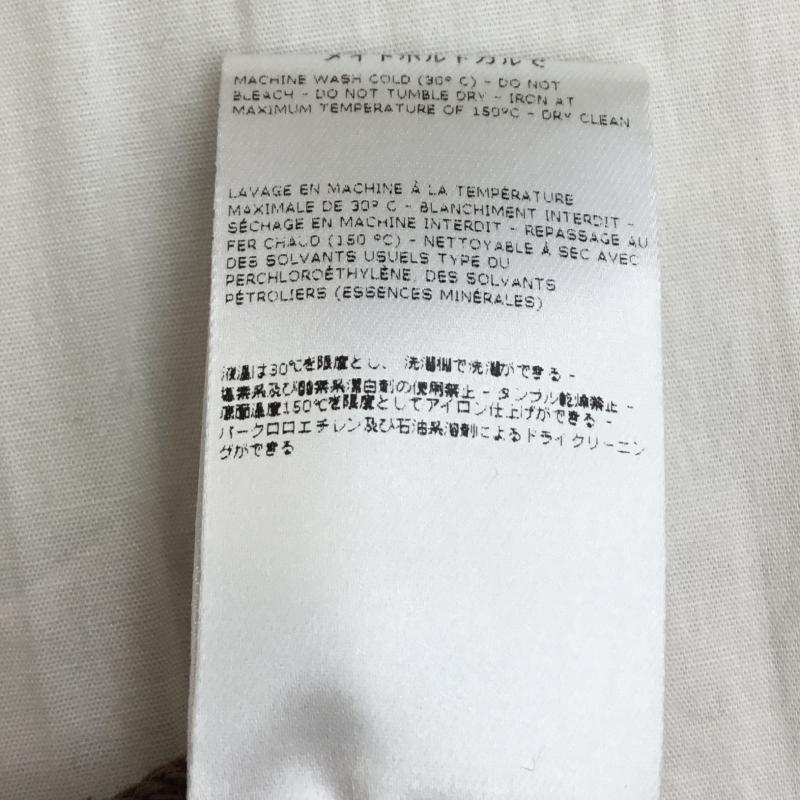 MACHINE WASH COLD (30° C) - DO NOT
BLEACH - DO NOT TUMBLE DRY - IRON AT
MAXIMUM TEMPERATURE OF 150°C - DRY CLEAN
LAVAGE EN MACHINE À LA TEMPÉRATURE
MAXIMALE DE 30° C - BLANCHIMENT INTERDIT -
SÉCHAGE EN MACHINE INTERDIT - REPASSAGE AU
FER CHAUD (150 °C) - NETTOYABLE À SEC AVEC
DES SOLVANTS USUELS TYPE DU
PERCHLOROÉTHYLÈNE, DES SOLVANTS
PÉTROLIERS (ESSENCES MINÉRALES)
液温は30℃を限度とし、 洗濯機で洗濯ができる -
塩素系及び酸素系漂白剤の使用禁止 - タンブル乾燥禁止 -
底面温度150℃を限度としてアイロン仕上げができる -
パークロロエチレン及び石油系溶剤によるドライクリーニン
グができる